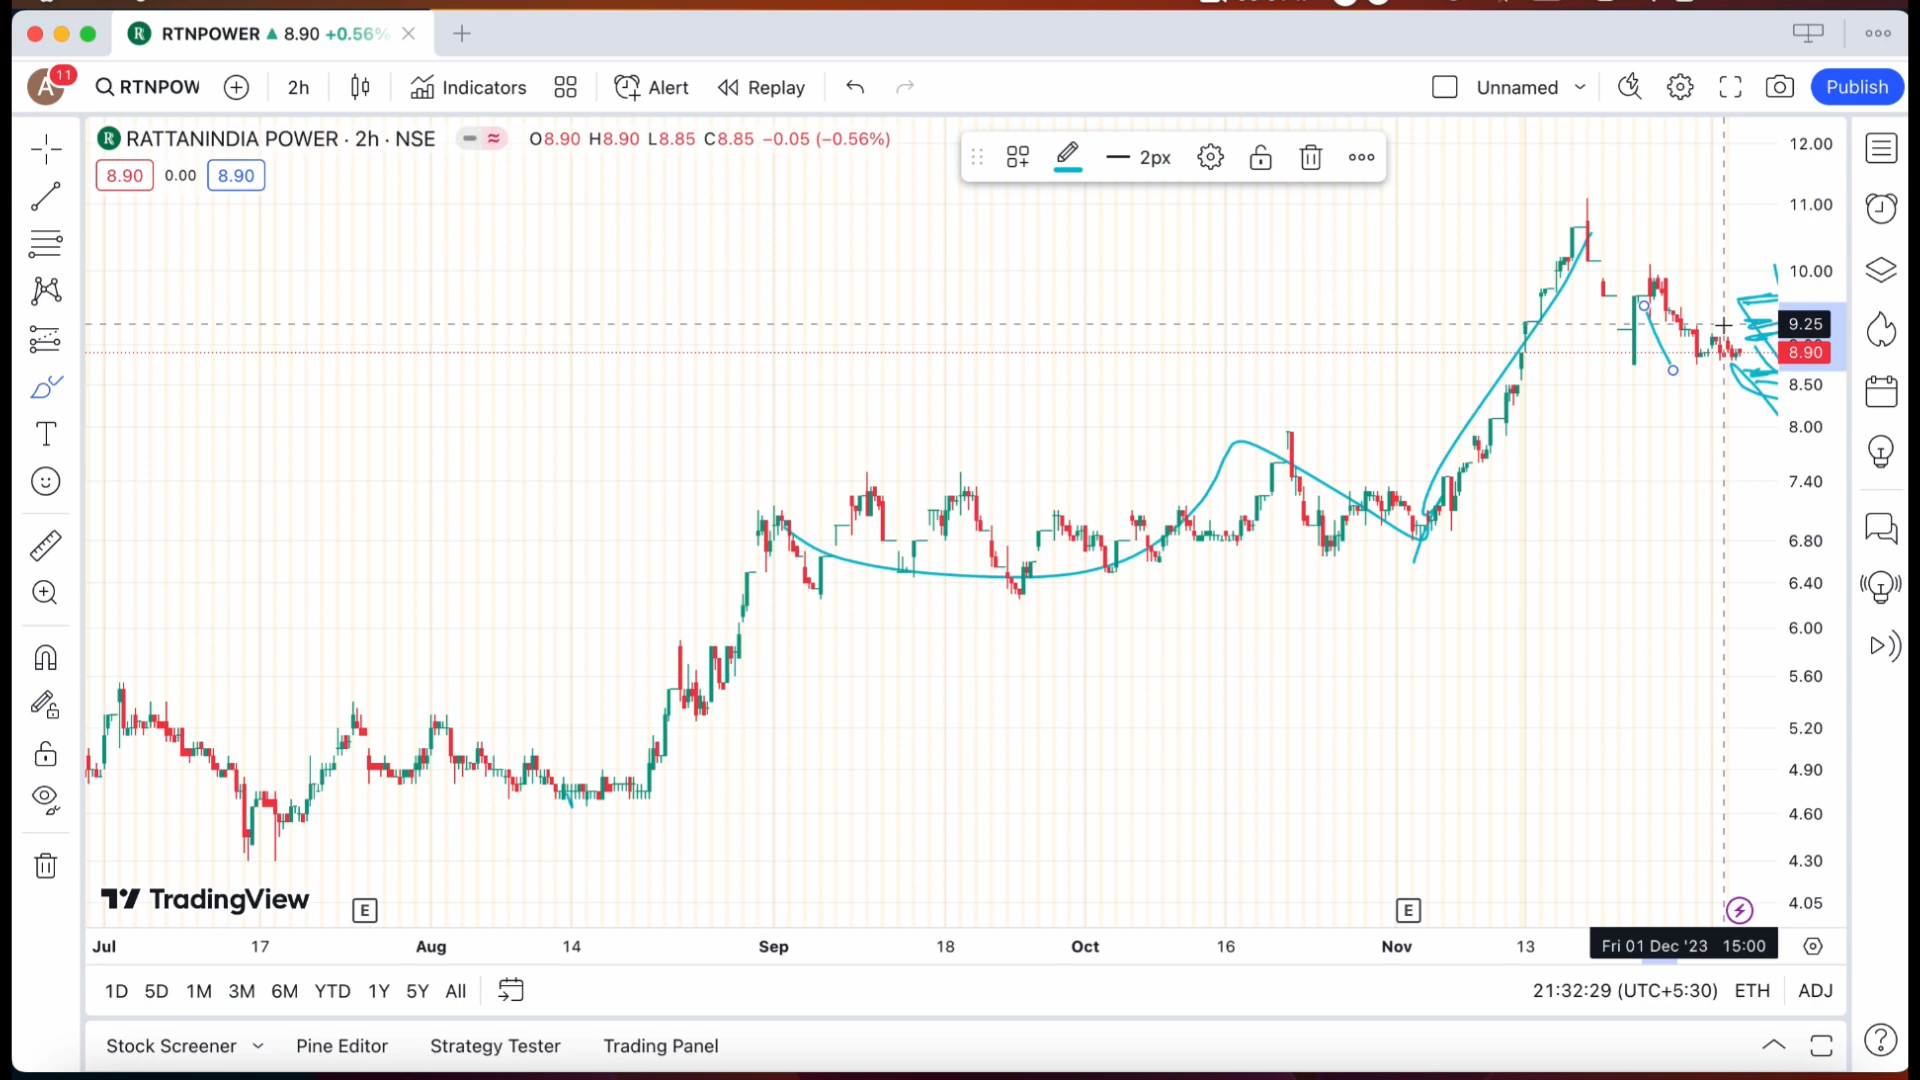 RTNPOWER ▲ 8.90 +0.56%
A 11 RTNPOW 2h Indicators Alert Replay Unnamed Publish
RATTANINDIA POWER · 2h · NSE O8.90 H8.90 L8.85 C8.85 −0.05 (−0.56%)
8.90 0.00 8.90
2px
12.00
11.00
10.00
9.25
8.90
8.50
8.00
7.40
6.80
6.40
6.00
5.60
5.20
4.90
4.60
4.30
4.05
TradingView
E E
Jul 17 Aug 14 Sep 18 Oct 16 Nov 13 Fri 01 Dec '23 15:00
1D 5D 1M 3M 6M YTD 1Y 5Y All 21:32:29 (UTC+5:30) ETH ADJ
Stock Screener Pine Editor Strategy Tester Trading Panel